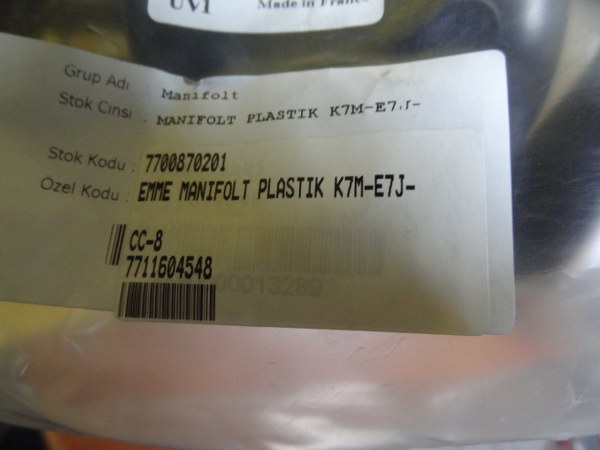 UVI Made in France
Grup Adı Manifolt
Stok Cinsi : MANIFOLT PLASTIK K7M-E7J-
Stok Kodu : 7700870201
Özel Kodu : EMME MANIFOLT PLASTIK K7M-E7J-
CC-8
7711604548
00013289